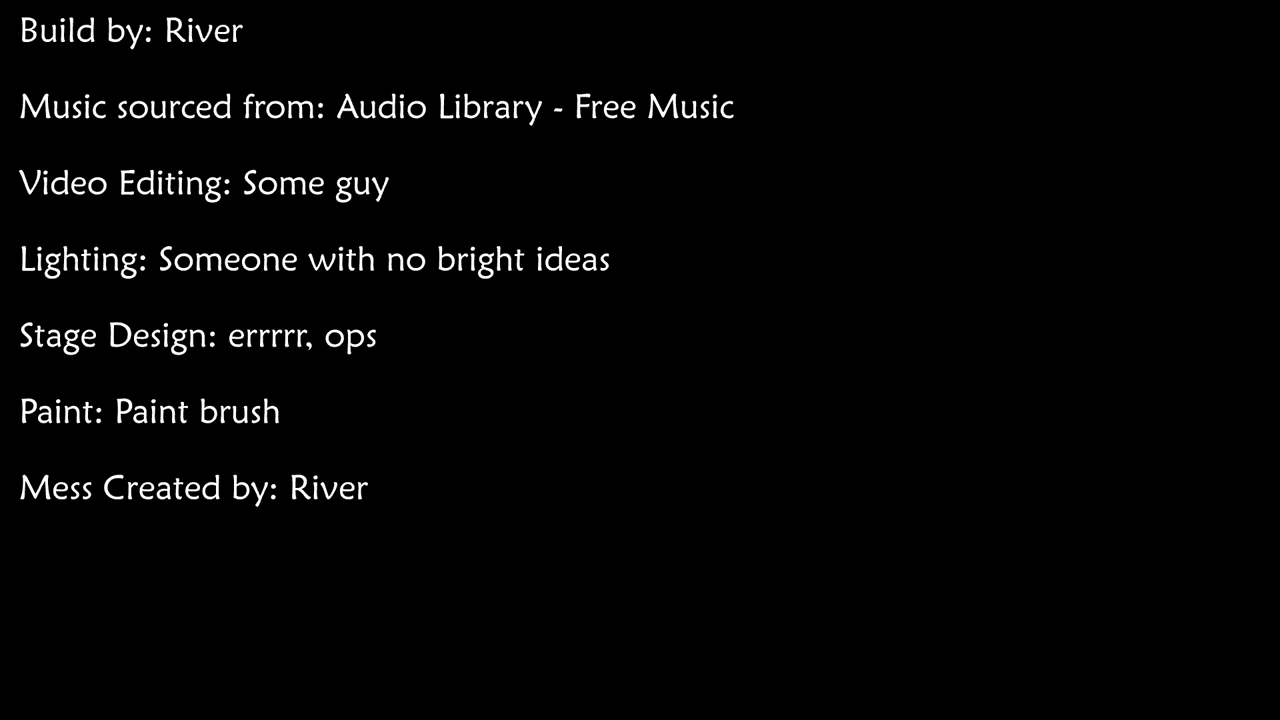 Build by: River
Music sourced from: Audio Library - Free Music
Video Editing: Some guy
Lighting: Someone with no bright ideas
Stage Design: errrrr, ops
Paint: Paint brush
Mess Created by: River